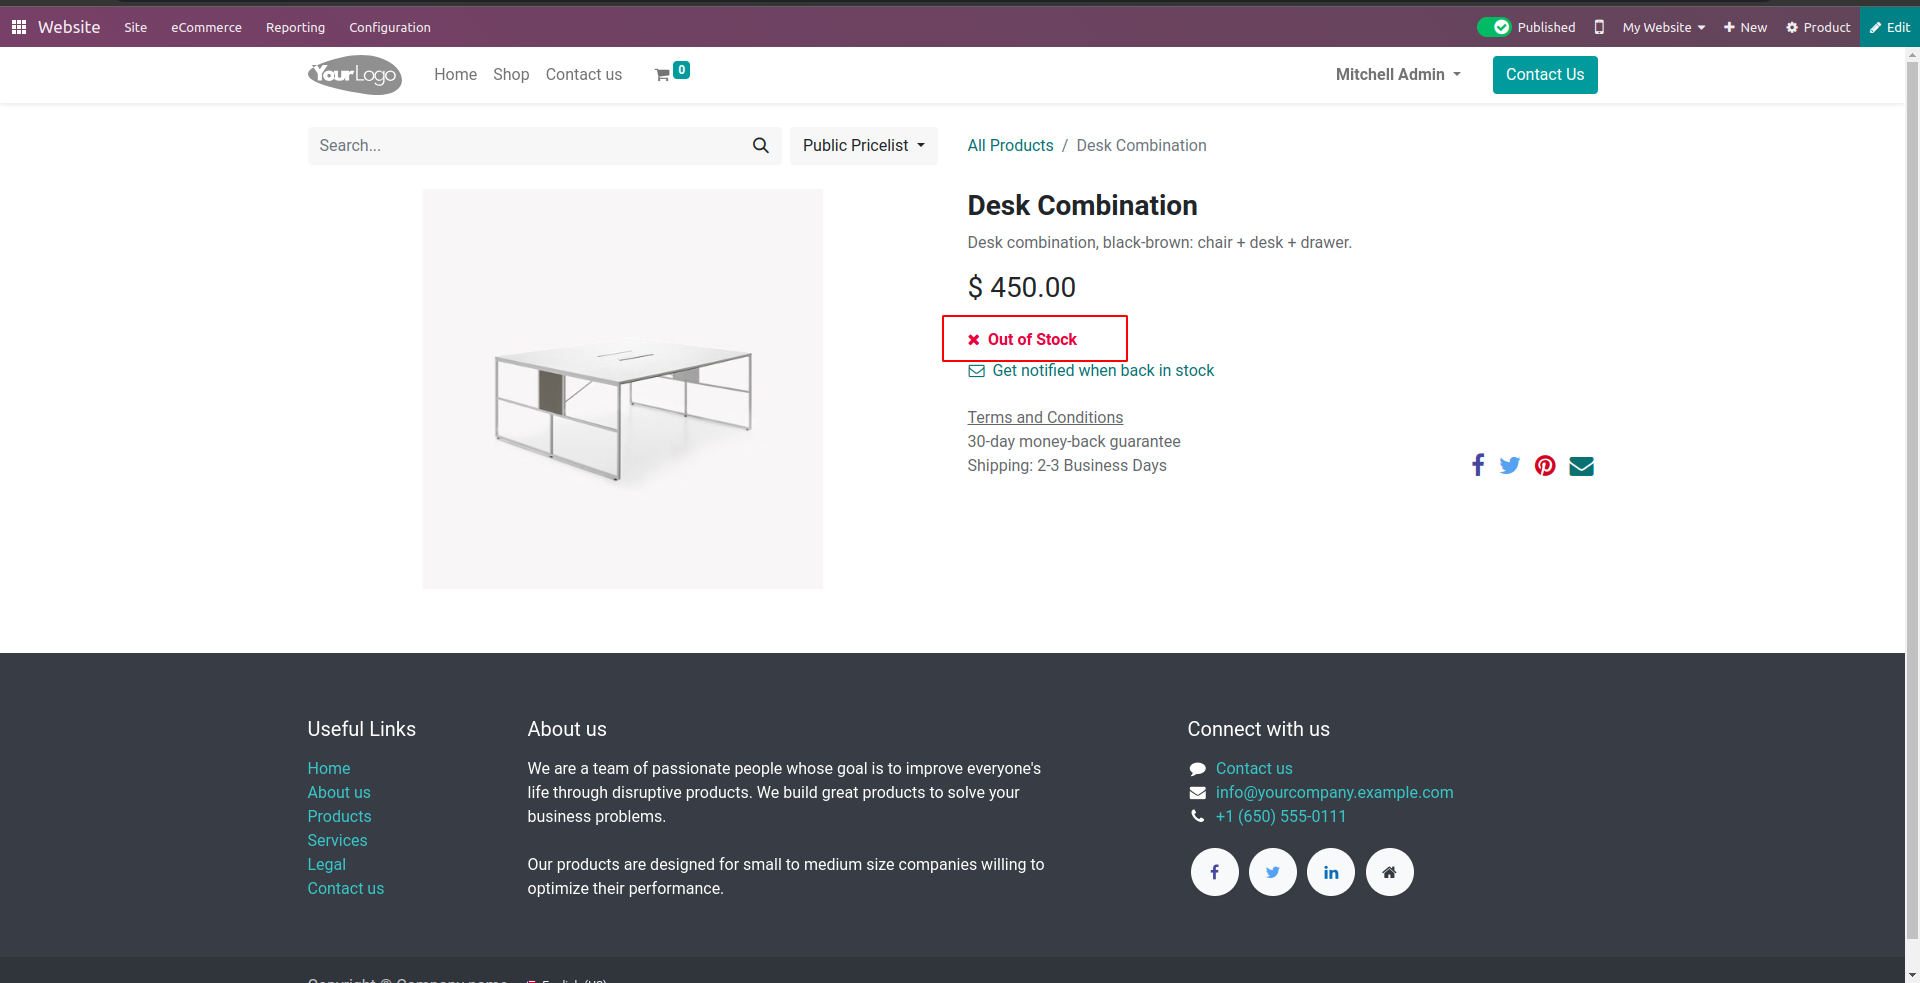 Website Site eCommerce Reporting Configuration Published My Website New Product Edit
YourLogo Home Shop Contact us 0 Mitchell Admin Contact Us
Search... Public Pricelist All Products / Desk Combination
Desk Combination
Desk combination, black-brown: chair + desk + drawer.
$ 450.00
Out of Stock
Get notified when back in stock
Terms and Conditions
30-day money-back guarantee
Shipping: 2-3 Business Days
Useful Links
Home
About us
Products
Services
Legal
Contact us
About us
We are a team of passionate people whose goal is to improve everyone's
life through disruptive products. We build great products to solve your
business problems.
Our products are designed for small to medium size companies willing to
optimize their performance.
Connect with us
Contact us
info@yourcompany.example.com
+1 (650) 555-0111
Copyright © Company name English (US)